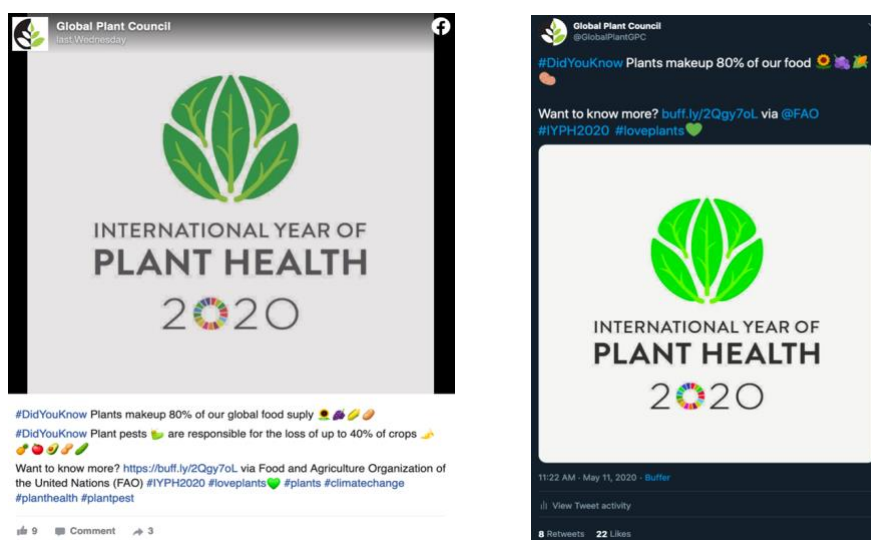 Global Plant Council
last Wednesday
INTERNATIONAL YEAR OF
PLANT HEALTH
2020
#DidYouKnow Plants makeup 80% of our global food suply 🌻🍇🌽🥔
#DidYouKnow Plant pests 🐛 are responsible for the loss of up to 40% of crops 🍌
🍍🍎🥑🥜🥒
Want to know more? https://buff.ly/2Qgy7oL via Food and Agriculture Organization of
the United Nations (FAO) #IYPH2020 #loveplants💚 #plants #climatechange
#planthealth #plantpest
9 Comment 3
Global Plant Council
@GlobalPlantGPC
#DidYouKnow Plants makeup 80% of our food 🌻🍇🌽
🥔
Want to know more? buff.ly/2Qgy7oL via @FAO
#IYPH2020 #loveplants💚
INTERNATIONAL YEAR OF
PLANT HEALTH
2020
11:22 AM · May 11, 2020 · Buffer
View Tweet activity
8 Retweets 22 Likes